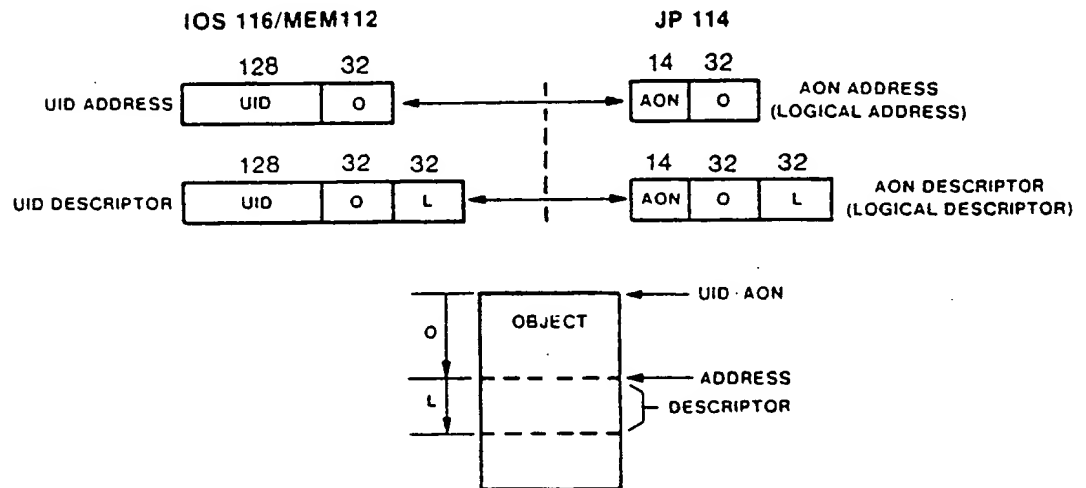 IOS 116/MEM112
JP 114
128 32
14 32
UID ADDRESS
UID O
AON O
AON ADDRESS
(LOGICAL ADDRESS)
128 32 32
14 32 32
UID DESCRIPTOR
UID O L
AON O L
AON DESCRIPTOR
(LOGICAL DESCRIPTOR)
UID · AON
OBJECT
O
ADDRESS
L
DESCRIPTOR